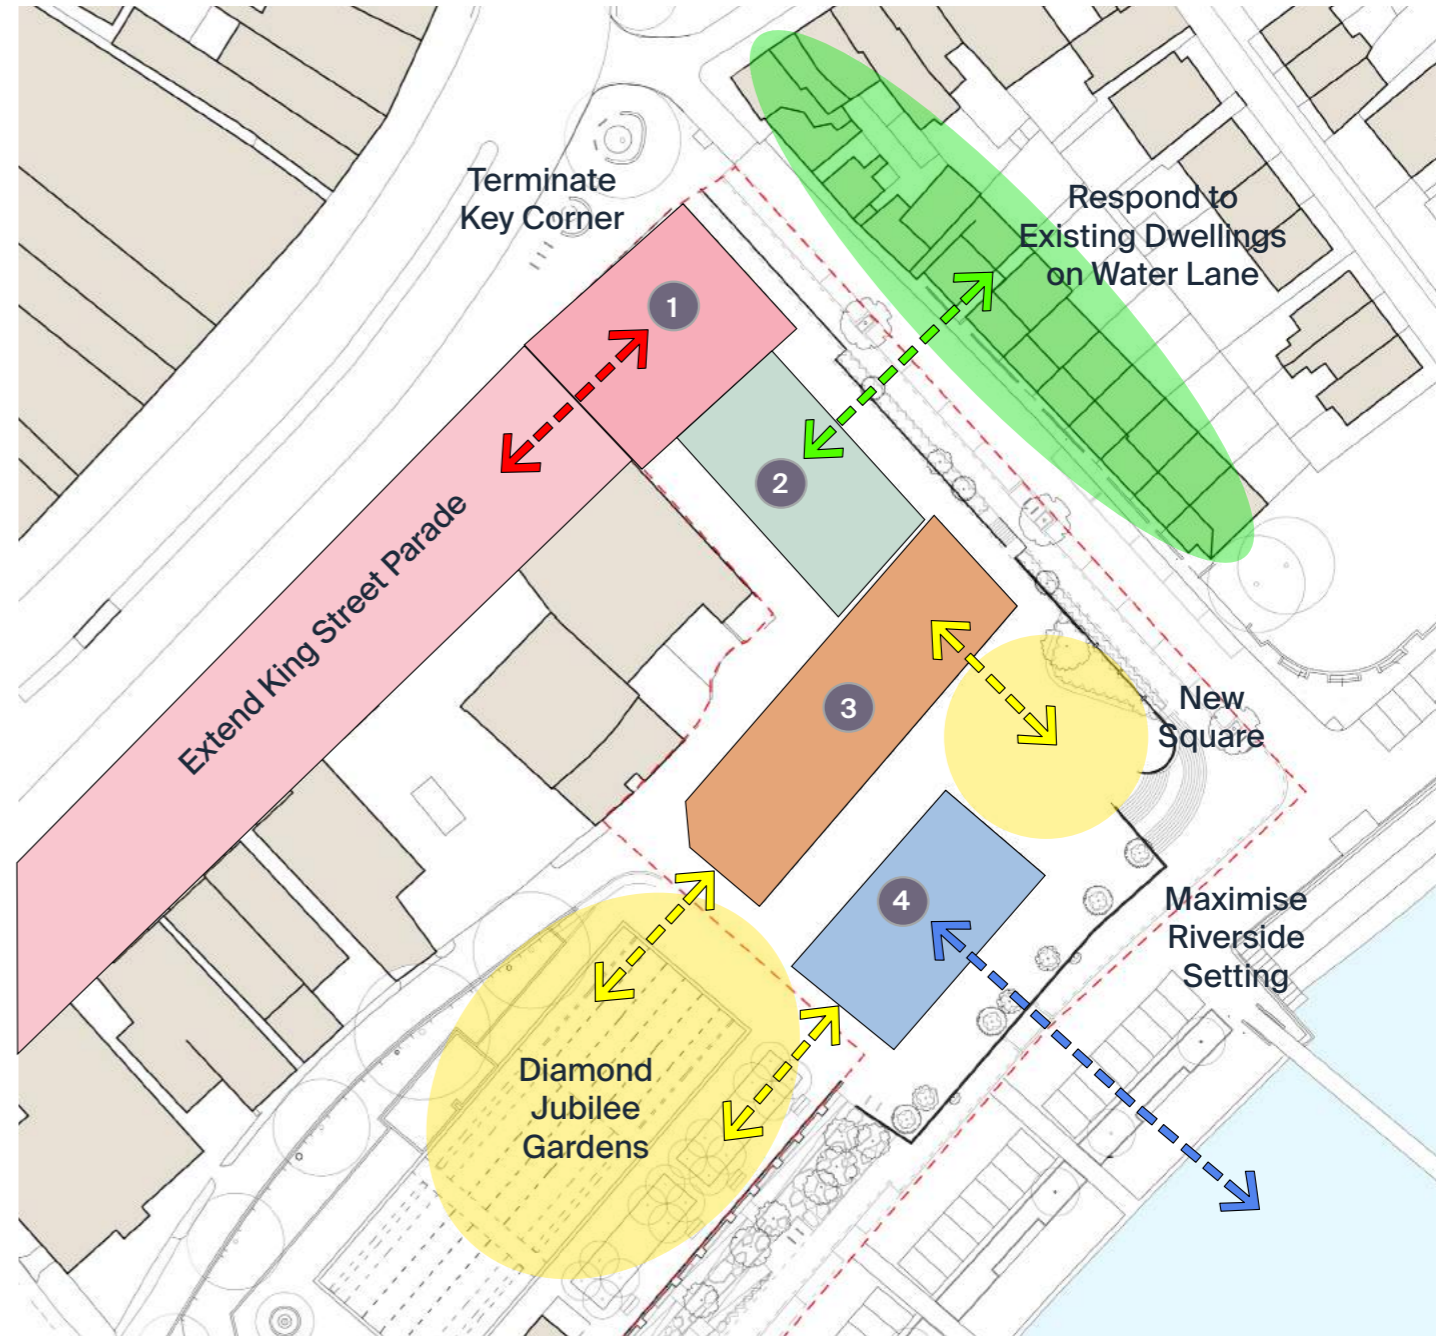 Terminate
Key Corner
Respond to
Existing Dwellings
on Water Lane
1
2
Extend King Street Parade
3
New
Square
4
Maximise
Riverside
Setting
Diamond
Jubilee
Gardens